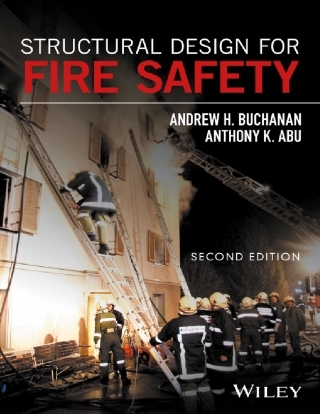 STRUCTURAL DESIGN FOR
FIRE SAFETY
ANDREW H. BUCHANAN
ANTHONY K. ABU
SECOND EDITION
WILEY